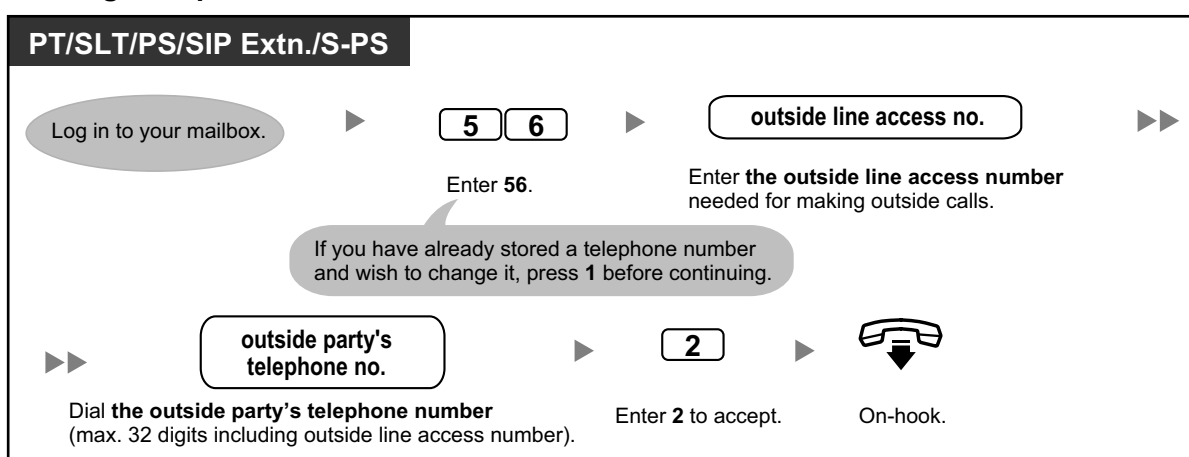 PT/SLT/PS/SIP Extn./S-PS
Log in to your mailbox.
5 6
outside line access no.
Enter 56.
Enter the outside line access number
needed for making outside calls.
If you have already stored a telephone number
and wish to change it, press 1 before continuing.
outside party's
telephone no.
2
Dial the outside party’s telephone number
(max. 32 digits including outside line access number).
Enter 2 to accept.
On-hook.